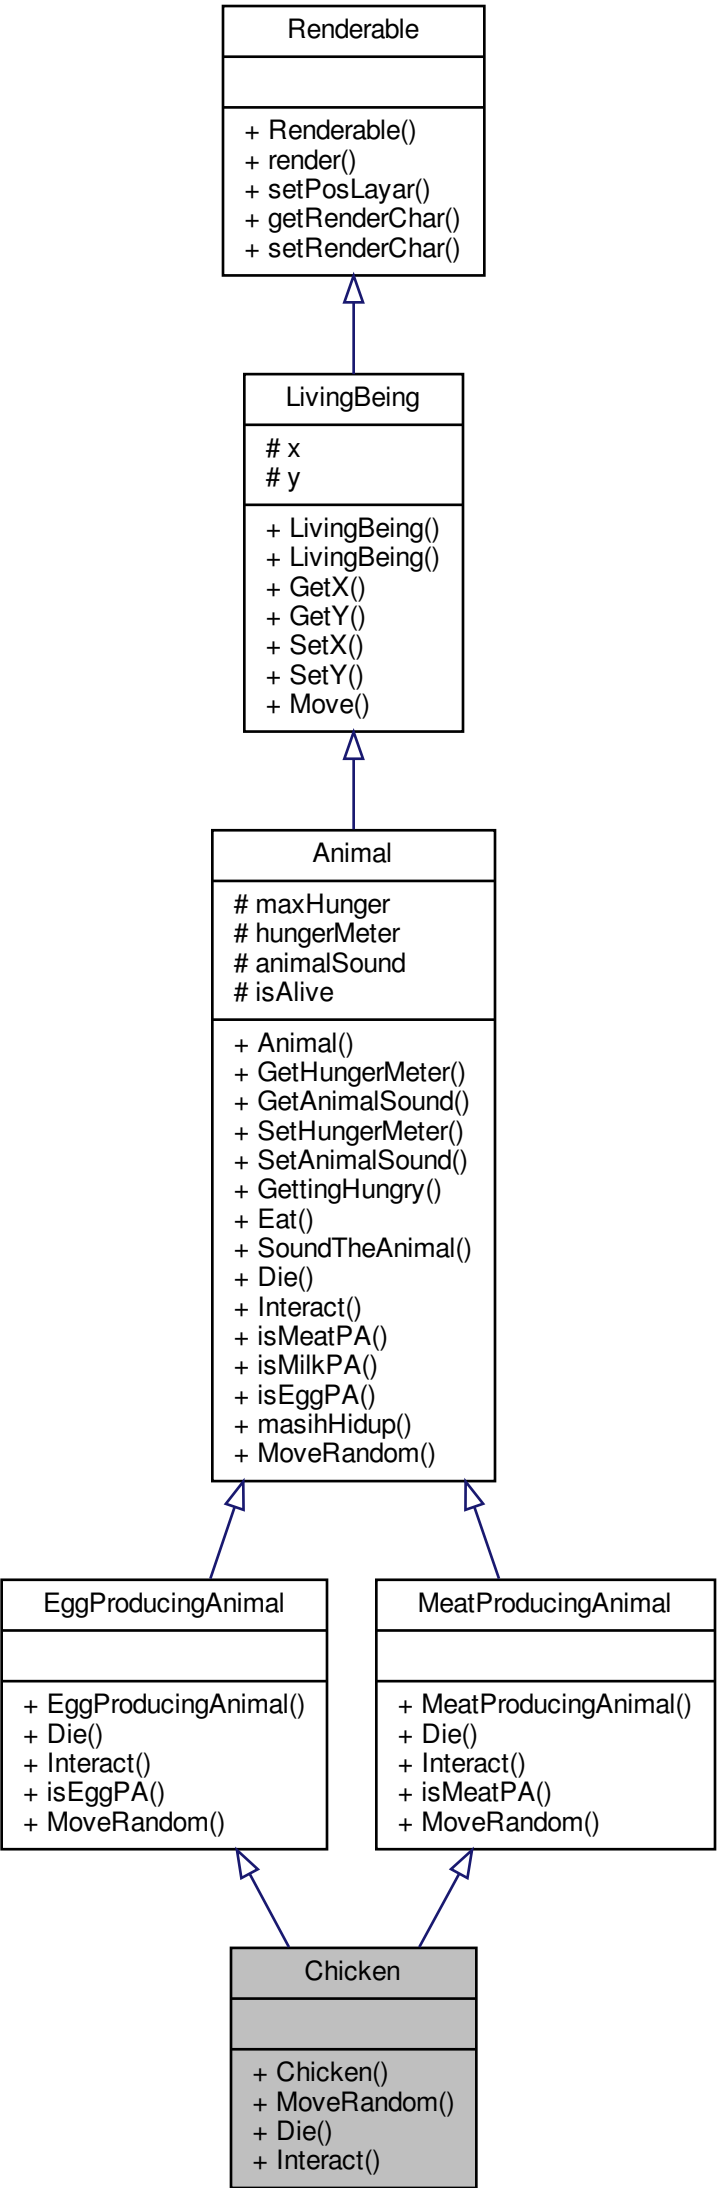 Renderable
+ Renderable()
+ render()
+ setPosLayar()
+ getRenderChar()
+ setRenderChar()
LivingBeing
# x
# y
+ LivingBeing()
+ LivingBeing()
+ GetX()
+ GetY()
+ SetX()
+ SetY()
+ Move()
Animal
# maxHunger
# hungerMeter
# animalSound
# isAlive
+ Animal()
+ GetHungerMeter()
+ GetAnimalSound()
+ SetHungerMeter()
+ SetAnimalSound()
+ GettingHungry()
+ Eat()
+ SoundTheAnimal()
+ Die()
+ Interact()
+ isMeatPA()
+ isMilkPA()
+ isEggPA()
+ masihHidup()
+ MoveRandom()
EggProducingAnimal
+ EggProducingAnimal()
+ Die()
+ Interact()
+ isEggPA()
+ MoveRandom()
MeatProducingAnimal
+ MeatProducingAnimal()
+ Die()
+ Interact()
+ isMeatPA()
+ MoveRandom()
Chicken
+ Chicken()
+ MoveRandom()
+ Die()
+ Interact()